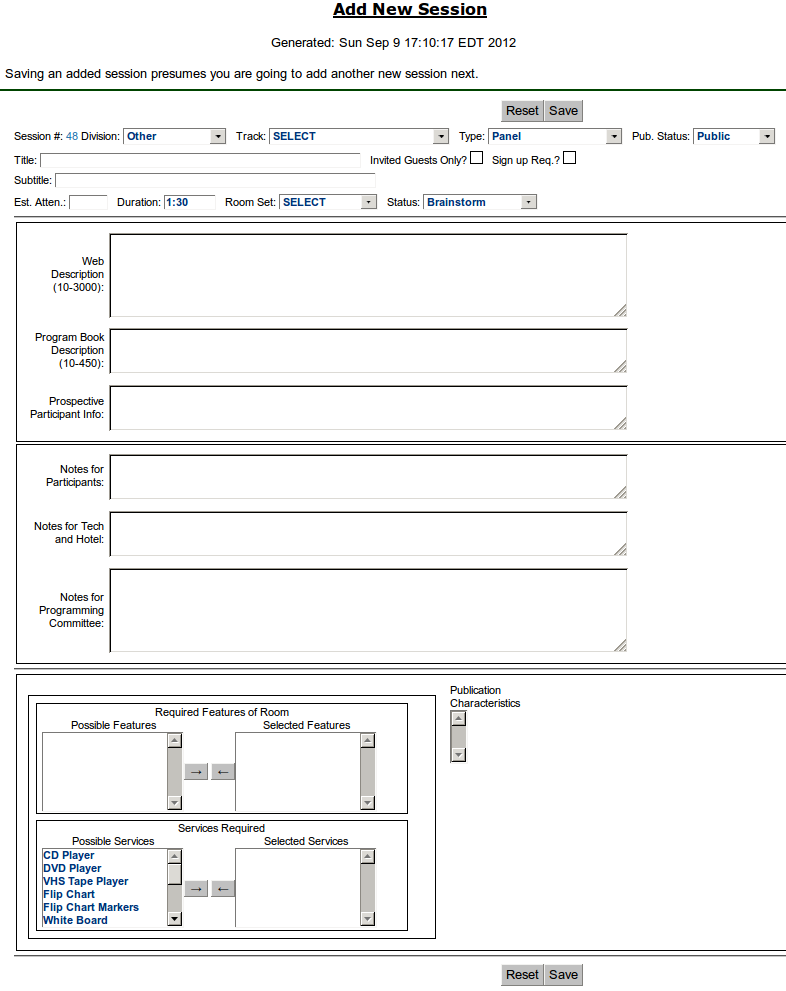 Add New Session
Generated: Sun Sep 9 17:10:17 EDT 2012
Saving an added session presumes you are going to add another new session next.
Reset Save
Session #: 48 Division: Other Track: SELECT Type: Panel Pub. Status: Public
Title: Invited Guests Only? Sign up Req.?
Subtitle:
Est. Atten.: Duration: 1:30 Room Set: SELECT Status: Brainstorm
Web
Description
(10-3000):
Program Book
Description
(10-450):
Prospective
Participant Info:
Notes for
Participants:
Notes for Tech
and Hotel:
Notes for
Programming
Committee:
Required Features of Room
Possible Features Selected Features
→ ←
Publication
Characteristics
Services Required
Possible Services Selected Services
CD Player
DVD Player
VHS Tape Player
Flip Chart
Flip Chart Markers
White Board
→ ←
Reset Save